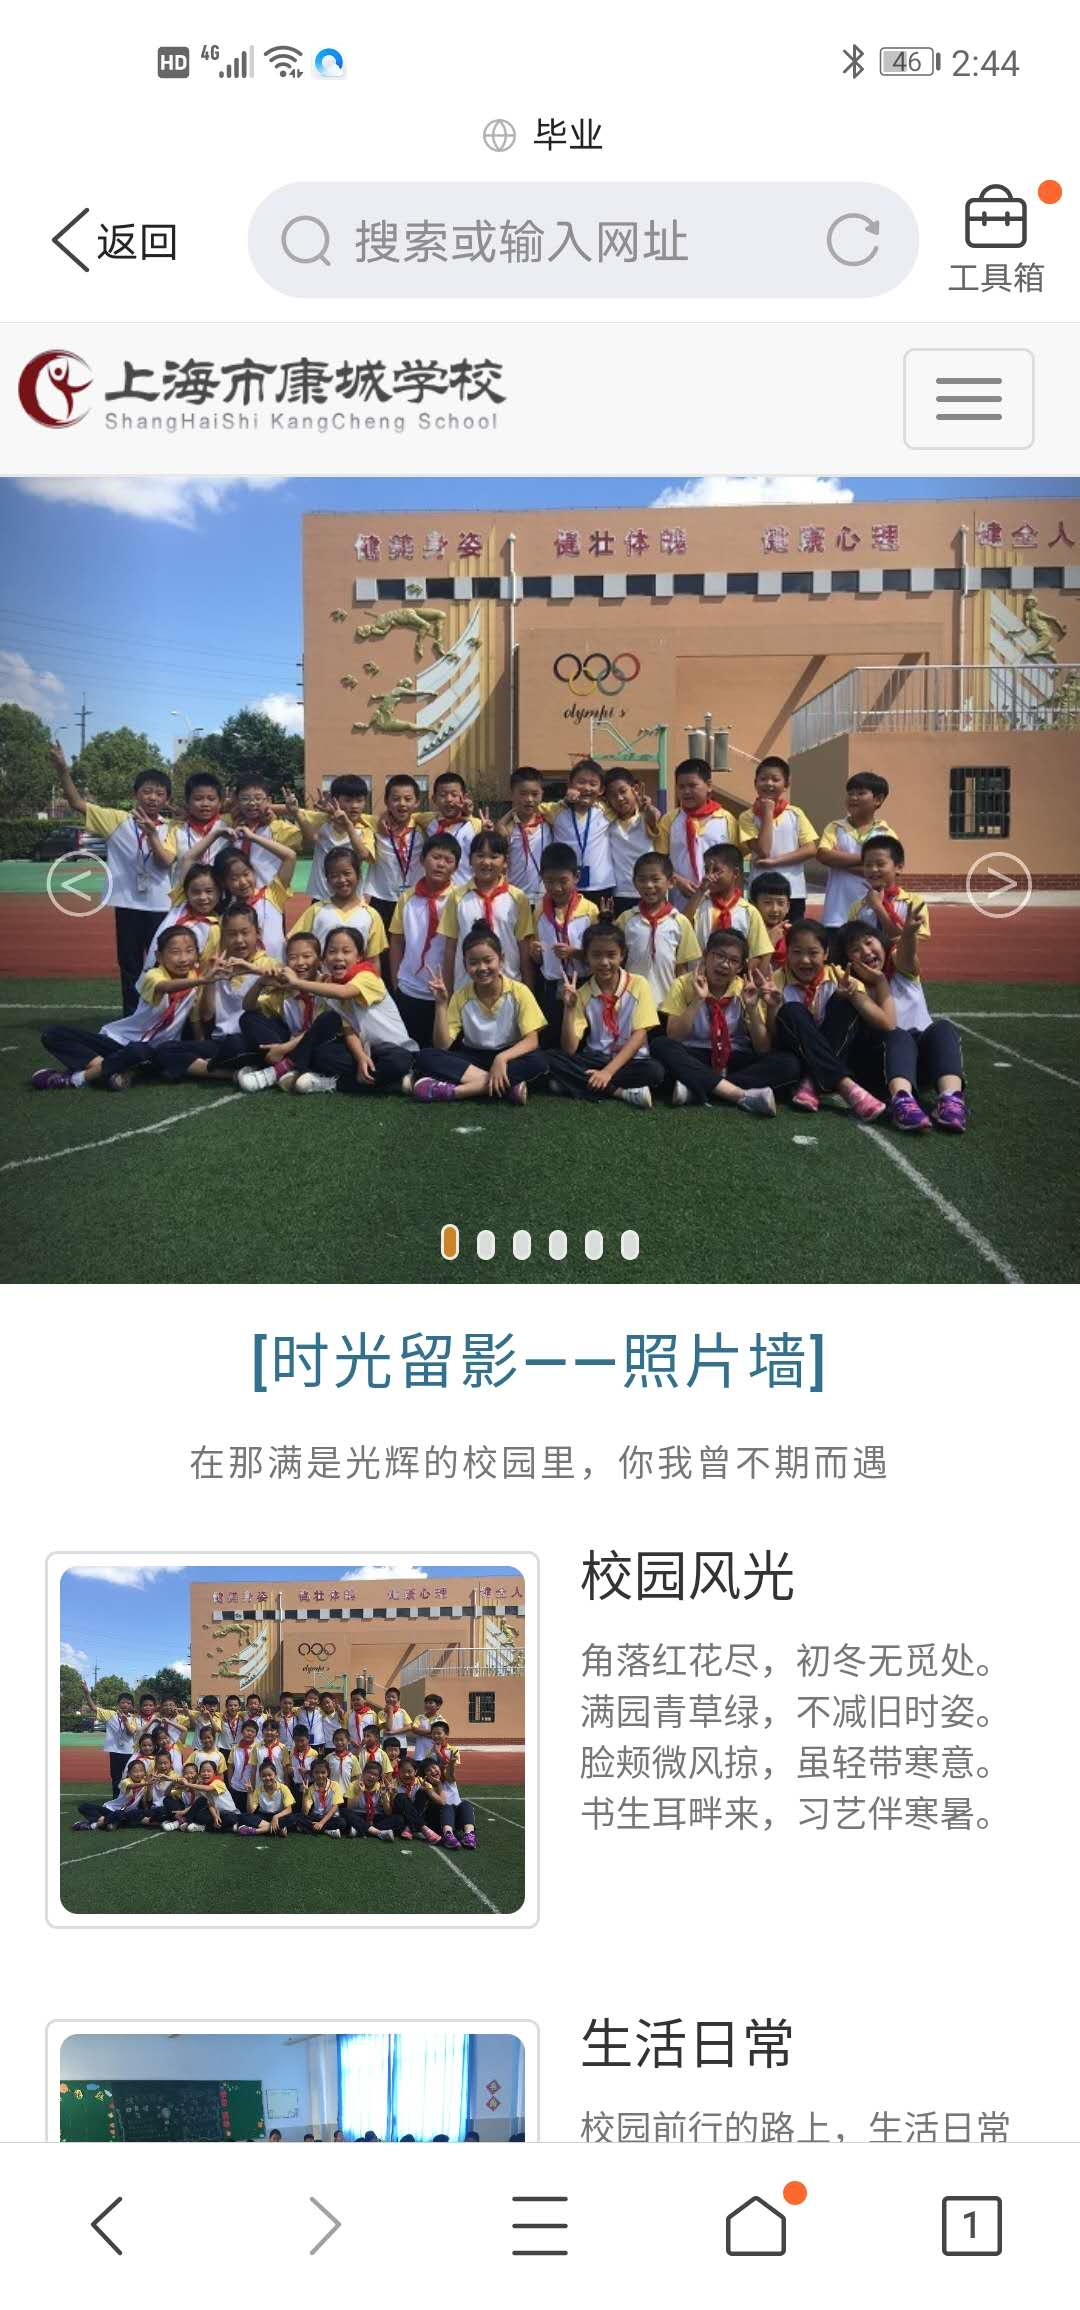 HD 4G 46 2:44
毕业
返回
搜索或输入网址
工具箱
上海市康城学校
ShangHaiShi KangCheng School
健美身姿 健壮体魄 健康心理 健全人
olympics
[时光留影——照片墙]
在那满是光辉的校园里，你我曾不期而遇
校园风光
角落红花尽，初冬无觅处。
满园青草绿，不减旧时姿。
脸颊微风掠，虽轻带寒意。
书生耳畔来，习艺伴寒暑。
生活日常
校园前行的路上，生活日常
1